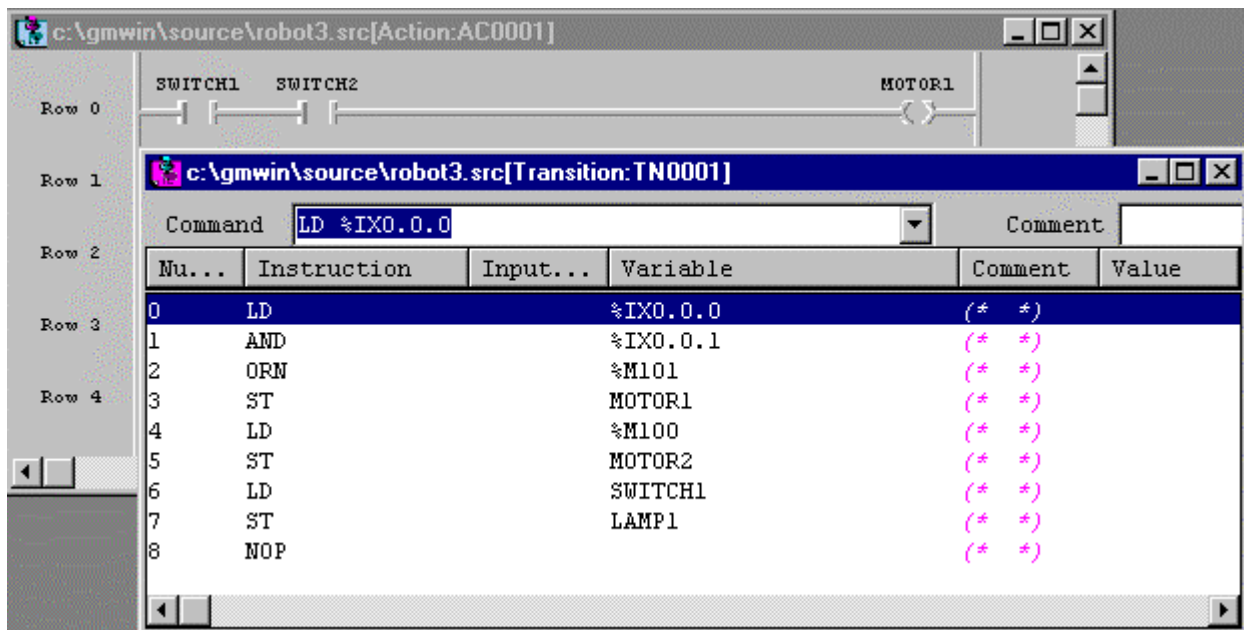 c:\gmwin\source\robot3.src[Action:AC0001]
SWITCH1 SWITCH2 MOTOR1
Row 0
Row 1
Row 2
Row 3
Row 4
c:\gmwin\source\robot3.src[Transition:TN0001]
Command LD %IX0.0.0 Comment
Nu... Instruction Input... Variable Comment Value
0 LD %IX0.0.0 (* *)
1 AND %IX0.0.1 (* *)
2 ORN %M101 (* *)
3 ST MOTOR1 (* *)
4 LD %M100 (* *)
5 ST MOTOR2 (* *)
6 LD SWITCH1 (* *)
7 ST LAMP1 (* *)
8 NOP (* *)